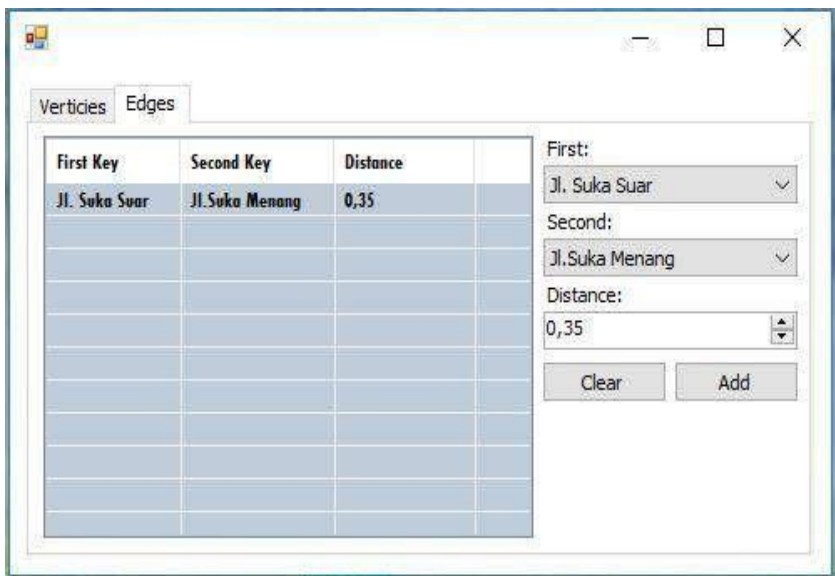 Verticies Edges
First Key Second Key Distance
Jl. Suka Suar Jl.Suka Menang 0,35
First:
Jl. Suka Suar
Second:
Jl.Suka Menang
Distance:
0,35
Clear Add